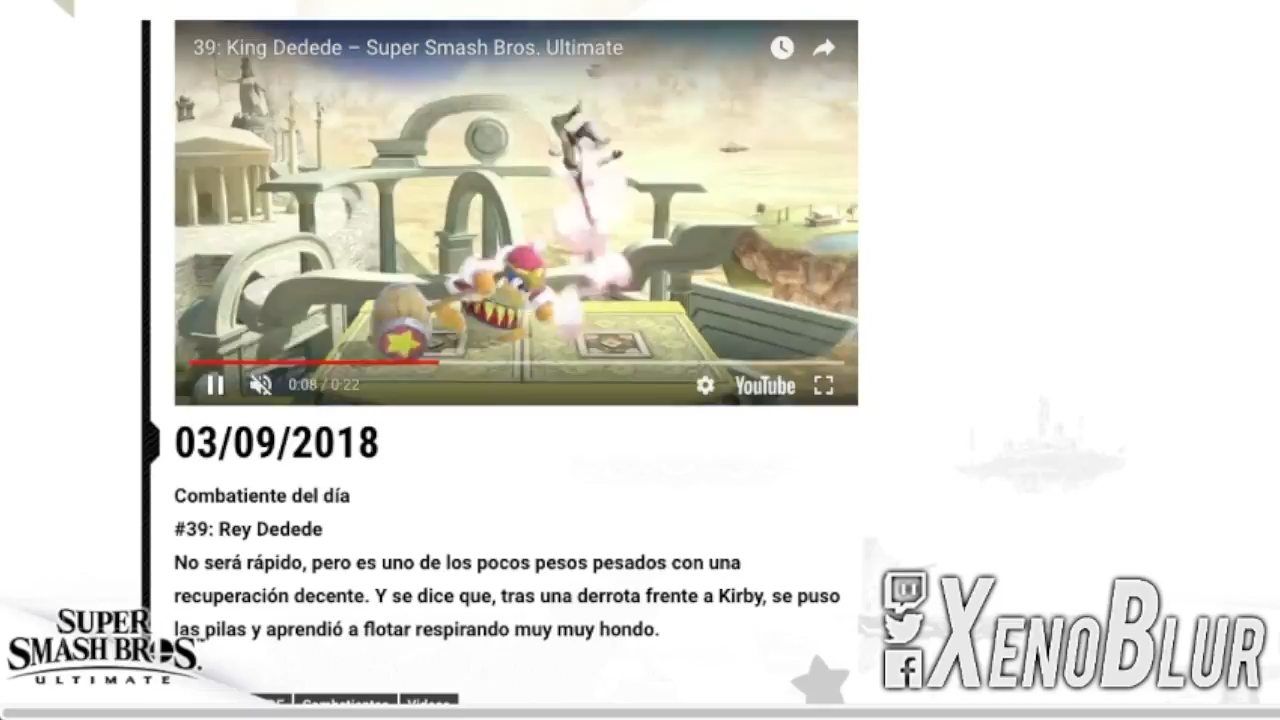 39: King Dedede – Super Smash Bros. Ultimate
0:08 / 0:22
YouTube
03/09/2018
Combatiente del día
#39: Rey Dedede
No será rápido, pero es uno de los pocos pesos pesados con una
recuperación decente. Y se dice que, tras una derrota frente a Kirby, se puso
las pilas y aprendió a flotar respirando muy muy hondo.
SUPER
SMASH BROS.
ULTIMATE
XENOBLUR
Combatientes
Vídeos